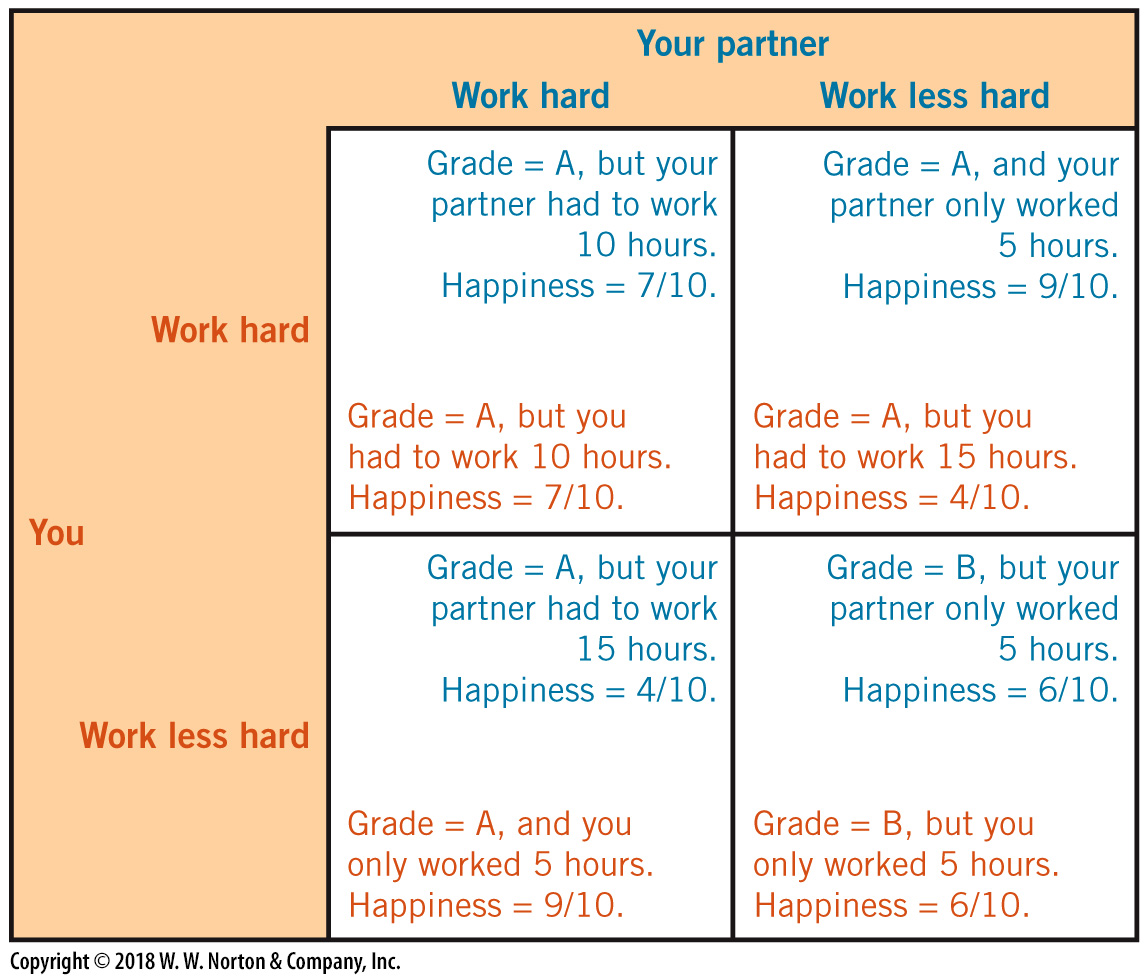 Your partner
Work hard
Work less hard
Grade = A, but your
partner had to work
10 hours.
Happiness = 7/10.
Grade = A, and your
partner only worked
5 hours.
Happiness = 9/10.
Work hard
Grade = A, but you
had to work 10 hours.
Happiness = 7/10.
Grade = A, but you
had to work 15 hours.
Happiness = 4/10.
You
Grade = A, but your
partner had to work
15 hours.
Happiness = 4/10.
Grade = B, but your
partner only worked
5 hours.
Happiness = 6/10.
Work less hard
Grade = A, and you
only worked 5 hours.
Happiness = 9/10.
Grade = B, but you
only worked 5 hours.
Happiness = 6/10.
Copyright © 2018 W. W. Norton & Company, Inc.